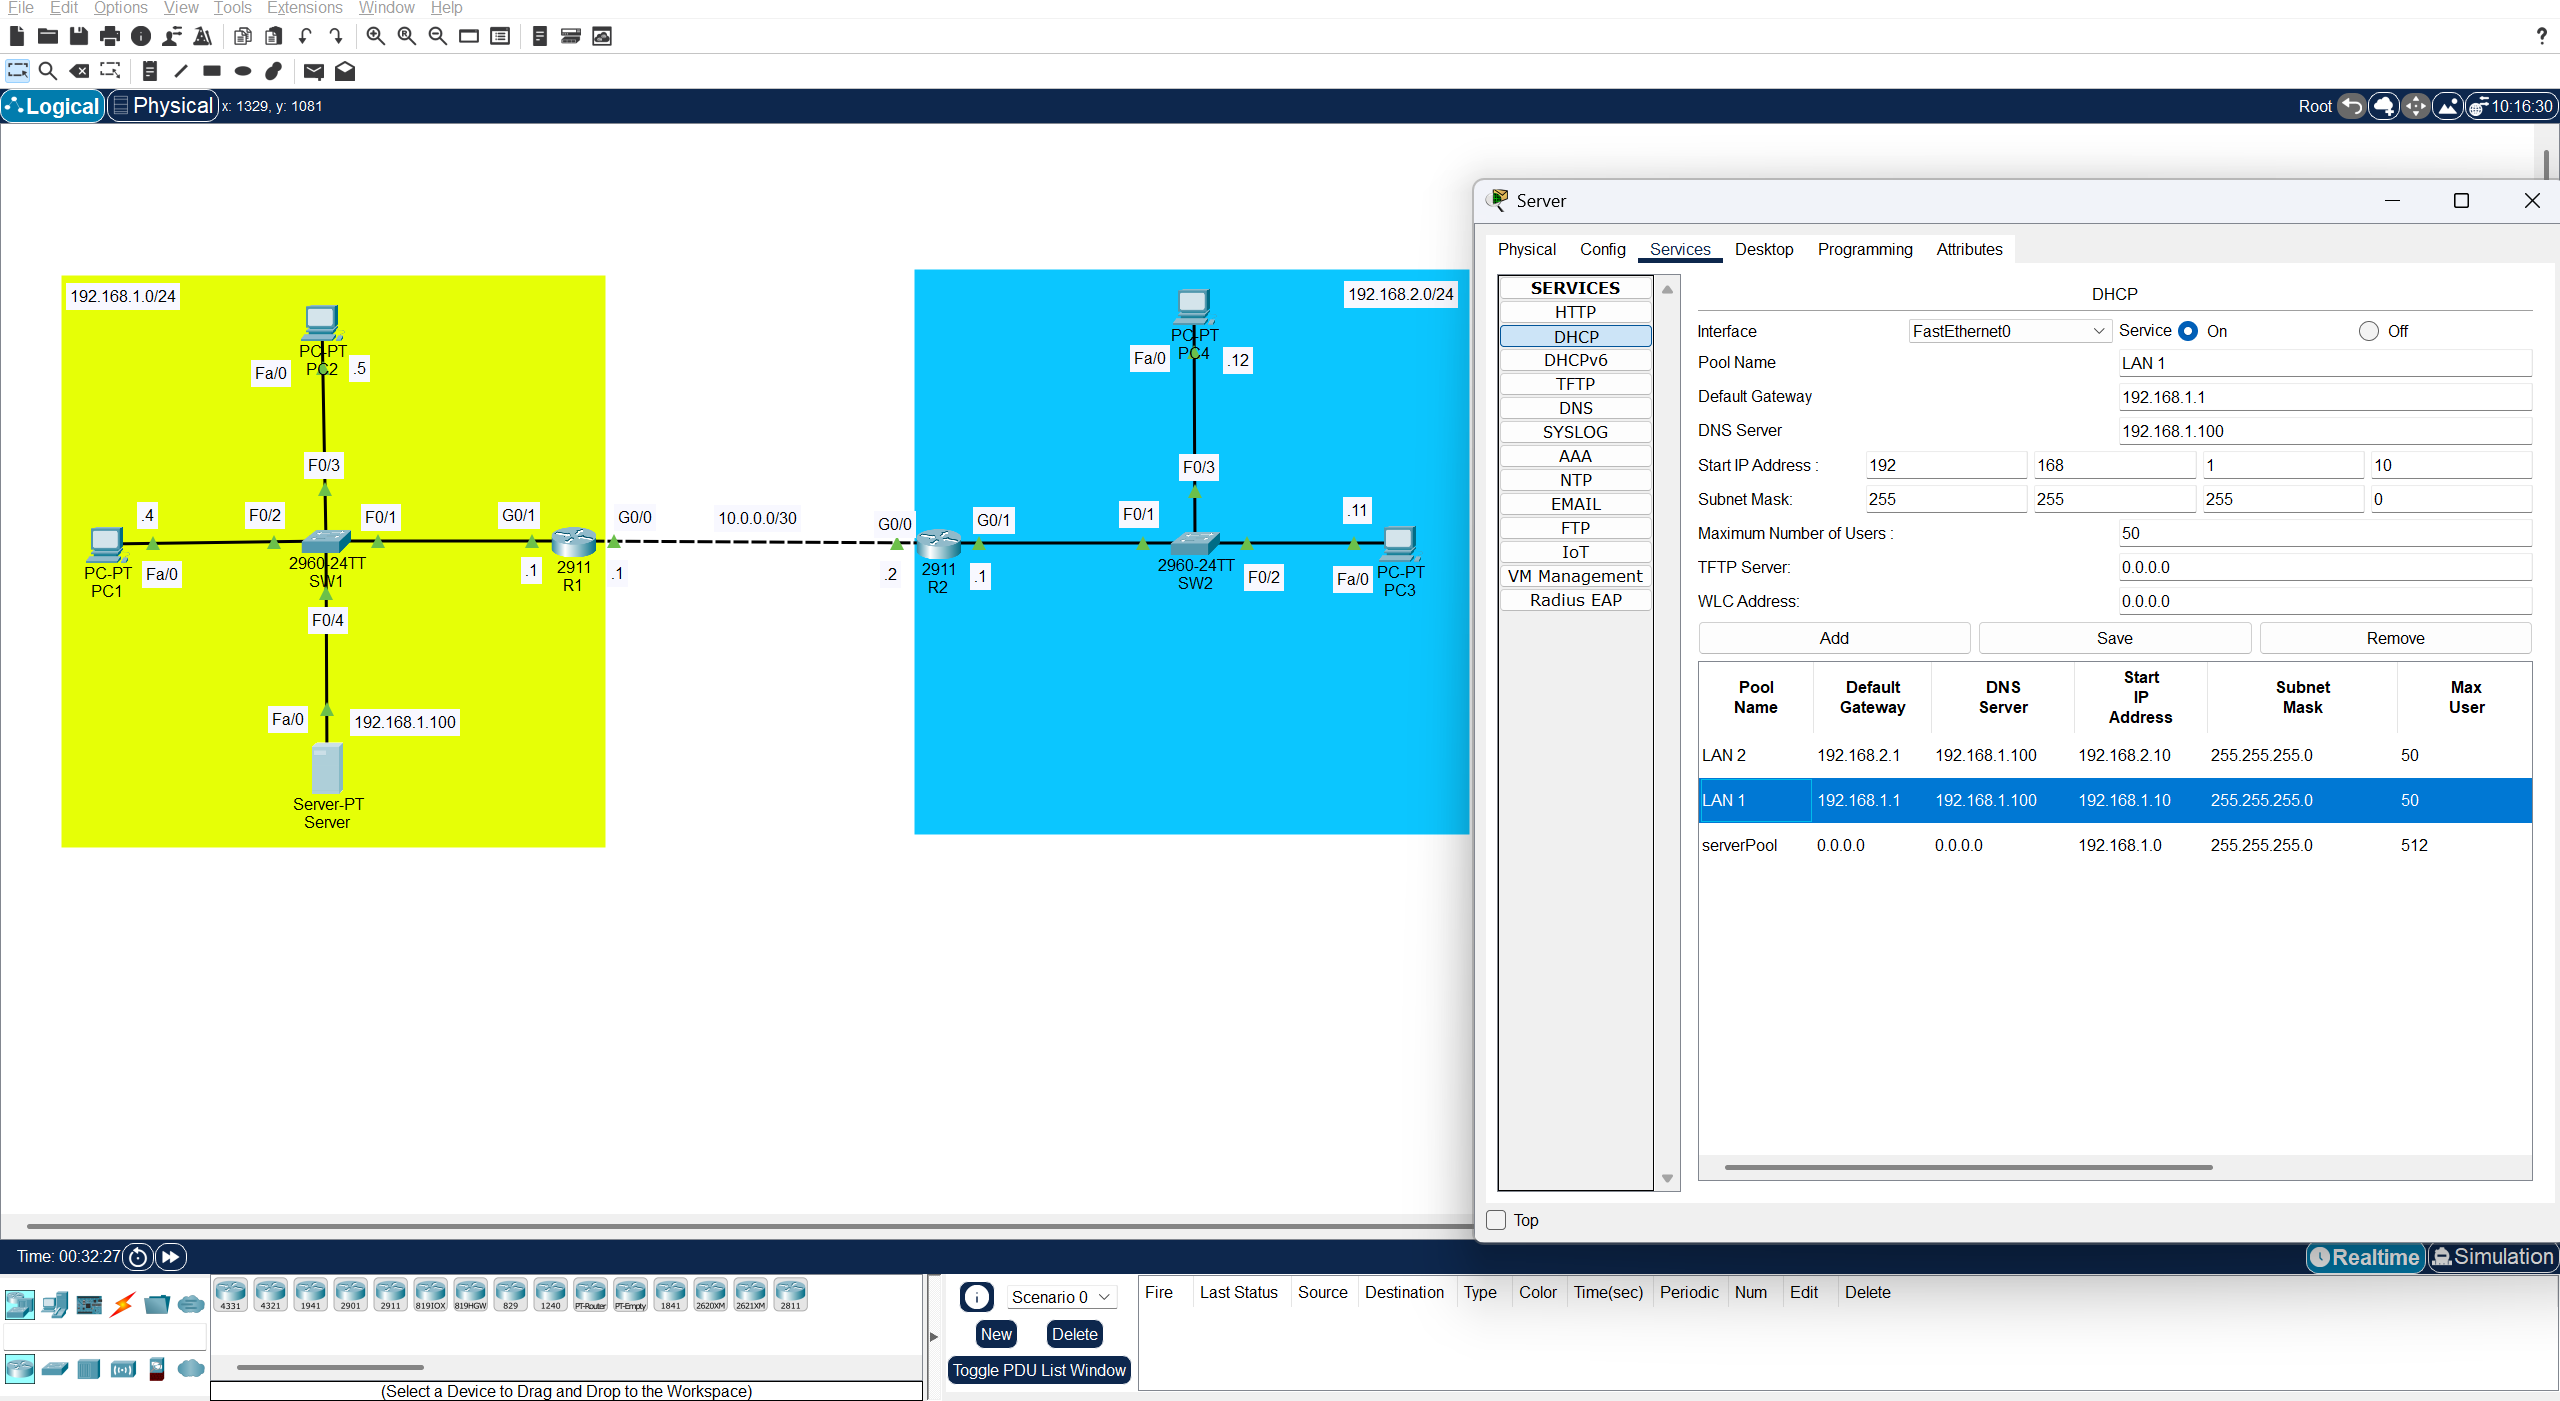 File Edit Options View Tools Extensions Window Help
?
Logical Physical x: 1329, y: 1081
Root 10:16:30
192.168.1.0/24
PC-PT
PC2
Fa/0
.5
F0/3
.4
F0/2
F0/1
G0/1
PC-PT
PC1
Fa/0
2960-24TT
SW1
.1
2911
R1
F0/4
Fa/0
192.168.1.100
Server-PT
Server
G0/0
10.0.0.0/30
G0/0
.1
.2
192.168.2.0/24
PC-PT
PC4
Fa/0
.12
F0/3
G0/1
F0/1
.11
2911
R2
.1
2960-24TT
SW2
F0/2
Fa/0
PC-PT
PC3
Server
Physical Config Services Desktop Programming Attributes
SERVICES
HTTP
DHCP
DHCPv6
TFTP
DNS
SYSLOG
AAA
NTP
EMAIL
FTP
IoT
VM Management
Radius EAP
DHCP
Interface FastEthernet0 Service On Off
Pool Name LAN 1
Default Gateway 192.168.1.1
DNS Server 192.168.1.100
Start IP Address : 192 168 1 10
Subnet Mask: 255 255 255 0
Maximum Number of Users : 50
TFTP Server: 0.0.0.0
WLC Address: 0.0.0.0
Add Save Remove
Pool Name Default Gateway DNS Server Start IP Address Subnet Mask Max User
LAN 2 192.168.2.1 192.168.1.100 192.168.2.10 255.255.255.0 50
LAN 1 192.168.1.1 192.168.1.100 192.168.1.10 255.255.255.0 50
serverPool 0.0.0.0 0.0.0.0 192.168.1.0 255.255.255.0 512
Top
Time: 00:32:27
Realtime Simulation
4331 4321 1941 2901 2911 819IOX 819HGW 829 1240 PT-Router PT-Empty 1841 2620XM 2621XM 2811
(Select a Device to Drag and Drop to the Workspace)
Scenario 0
New Delete
Toggle PDU List Window
Fire Last Status Source Destination Type Color Time(sec) Periodic Num Edit Delete